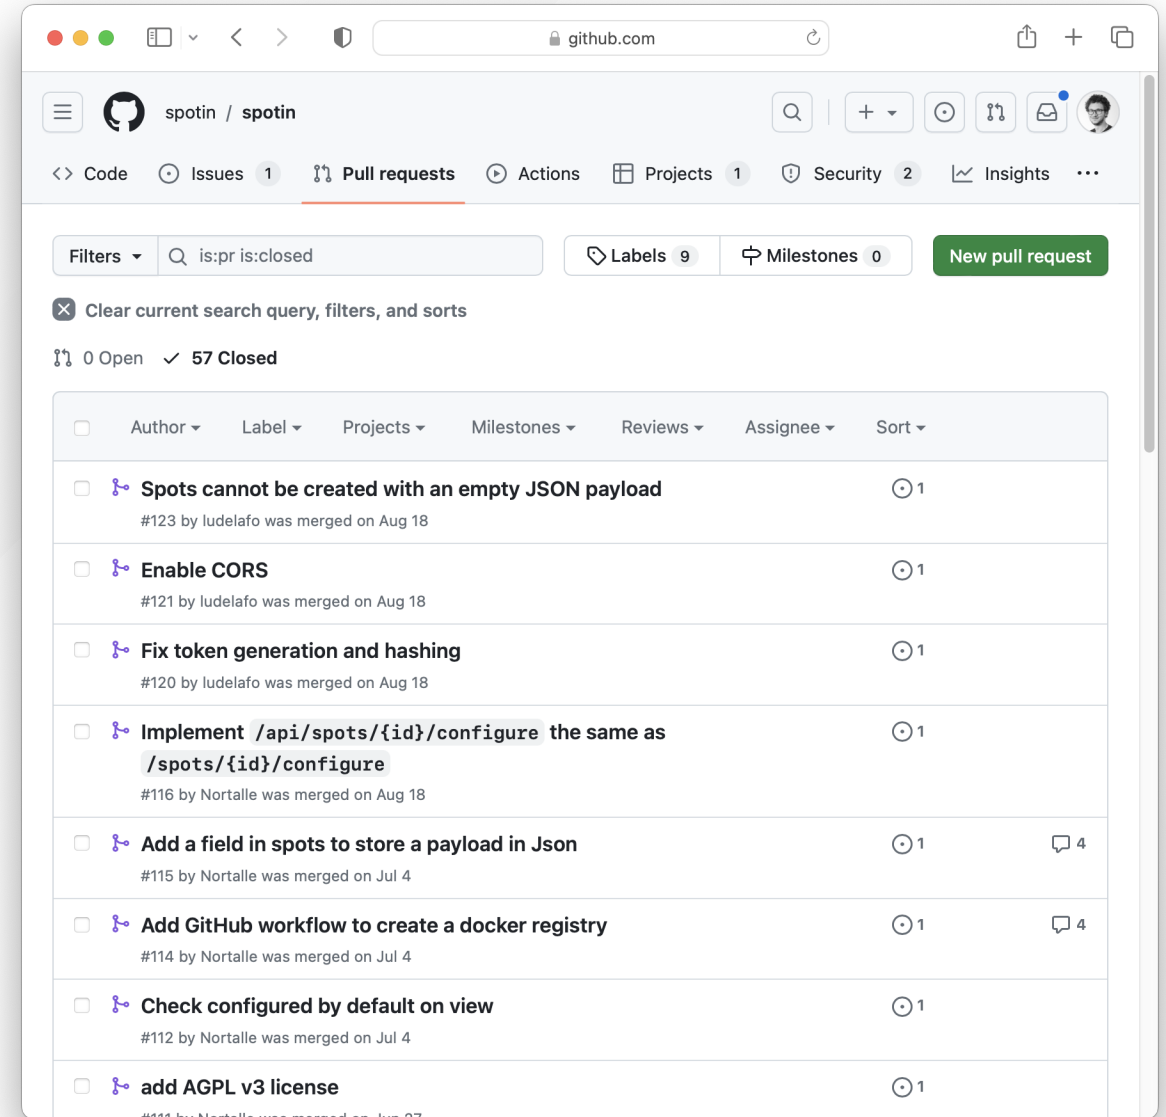 github.com
spotin / spotin
Code Issues 1 Pull requests Actions Projects 1 Security 2 Insights
Filters is:pr is:closed Labels 9 Milestones 0 New pull request
Clear current search query, filters, and sorts
0 Open 57 Closed
Author Label Projects Milestones Reviews Assignee Sort
Spots cannot be created with an empty JSON payload 1
#123 by ludelafo was merged on Aug 18
Enable CORS 1
#121 by ludelafo was merged on Aug 18
Fix token generation and hashing 1
#120 by ludelafo was merged on Aug 18
Implement /api/spots/{id}/configure the same as 1
/spots/{id}/configure
#116 by Nortalle was merged on Aug 18
Add a field in spots to store a payload in Json 1 4
#115 by Nortalle was merged on Jul 4
Add GitHub workflow to create a docker registry 1 4
#114 by Nortalle was merged on Jul 4
Check configured by default on view 1
#112 by Nortalle was merged on Jul 4
add AGPL v3 license 1
#111 by Nortalle was merged on Jun 27